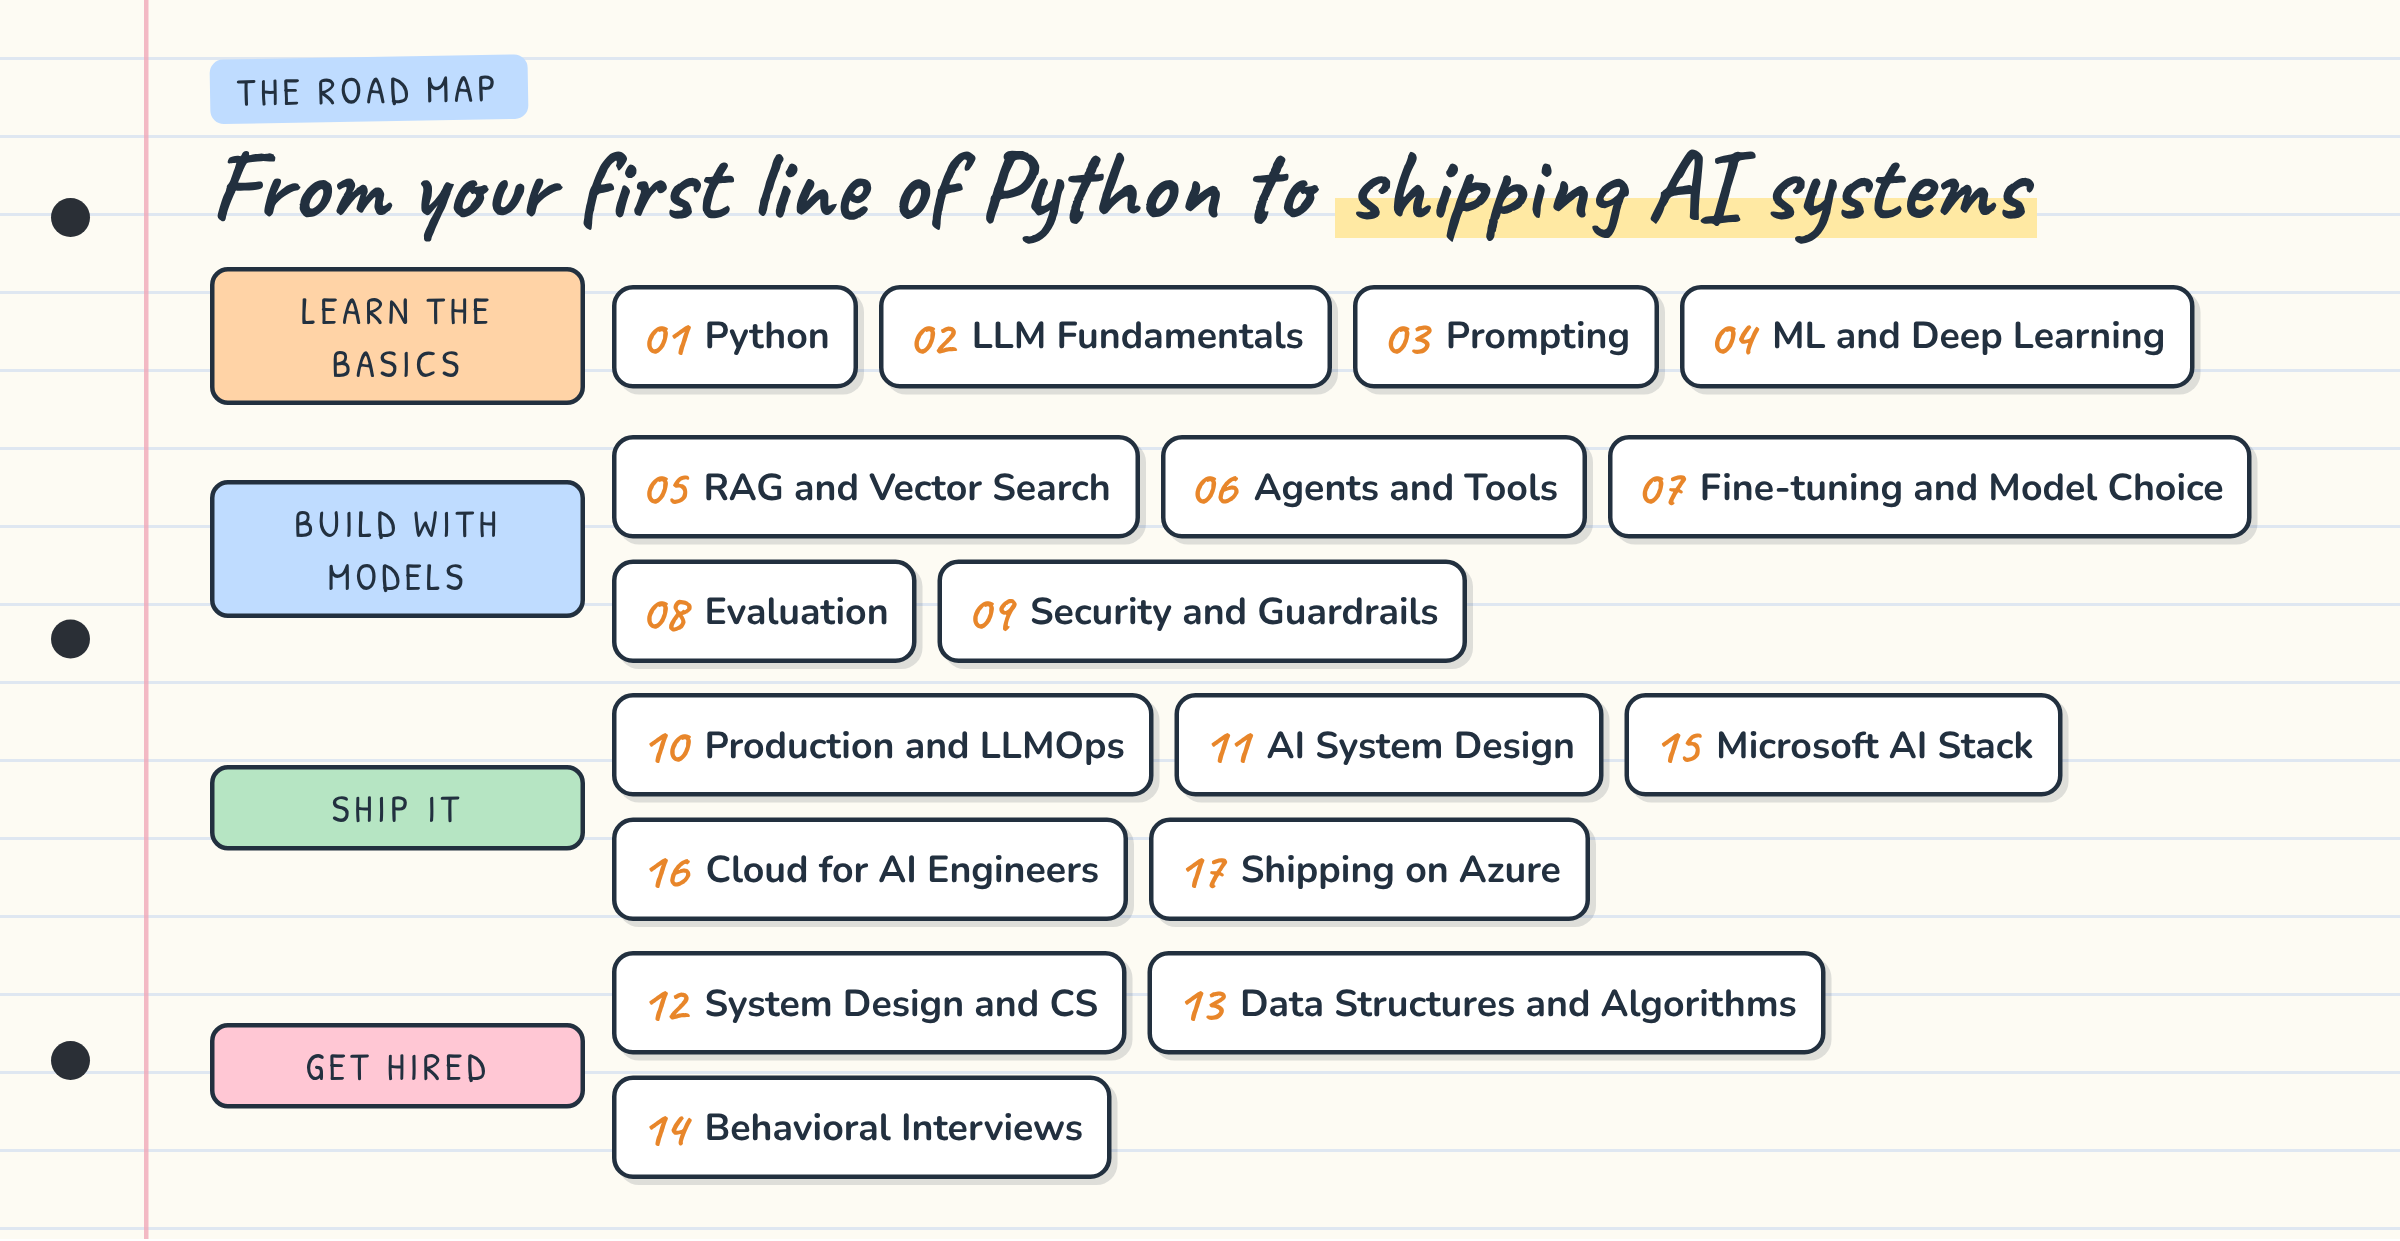 THE ROAD MAP
From your first line of Python to shipping AI systems
LEARN THE
BASICS
01 Python
02 LLM Fundamentals
03 Prompting
04 ML and Deep Learning
BUILD WITH
MODELS
05 RAG and Vector Search
06 Agents and Tools
07 Fine-tuning and Model Choice
08 Evaluation
09 Security and Guardrails
SHIP IT
10 Production and LLMOps
11 AI System Design
15 Microsoft AI Stack
16 Cloud for AI Engineers
17 Shipping on Azure
GET HIRED
12 System Design and CS
13 Data Structures and Algorithms
14 Behavioral Interviews